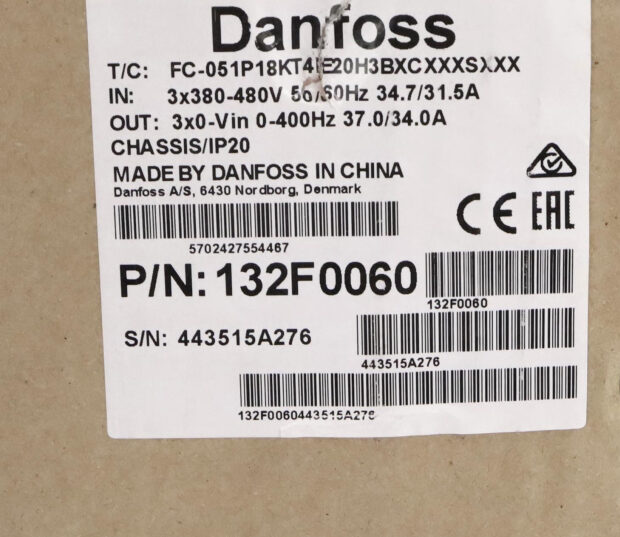 Danfoss
T/C: FC-051P18KT4E20H3BXCXXXSXXX
IN: 3x380-480V 50/60Hz 34.7/31.5A
OUT: 3x0-Vin 0-400Hz 37.0/34.0A
CHASSIS/IP20
MADE BY DANFOSS IN CHINA
Danfoss A/S, 6430 Nordborg, Denmark
CE EAC
5702427554467
P/N: 132F0060
132F0060
S/N: 443515A276
443515A276
132F0060443515A276